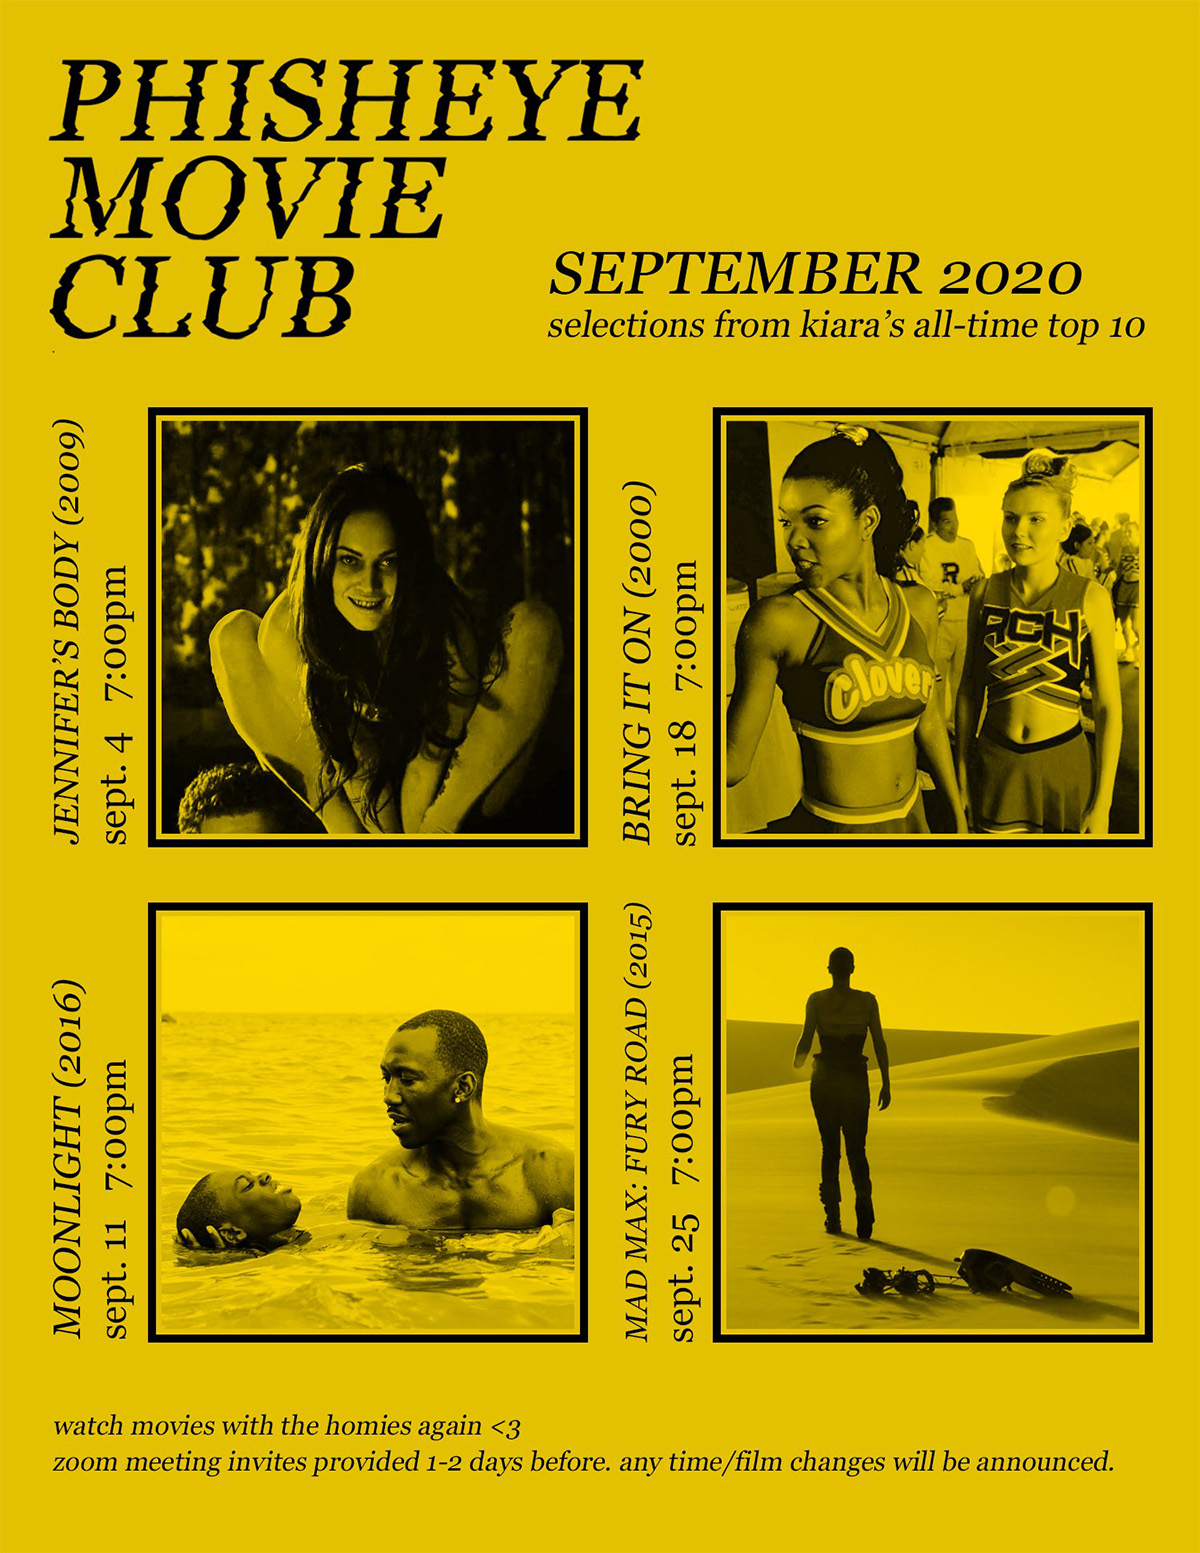 PHISHEYE
MOVIE
CLUB
SEPTEMBER 2020
selections from kiara's all-time top 10
JENNIFER'S BODY (2009)
sept. 4 7:00pm
BRING IT ON (2000)
sept. 18 7:00pm
Clover
R
RCH
MOONLIGHT (2016)
sept. 11 7:00pm
MAD MAX: FURY ROAD (2015)
sept. 25 7:00pm
watch movies with the homies again <3
zoom meeting invites provided 1-2 days before. any time/film changes will be announced.